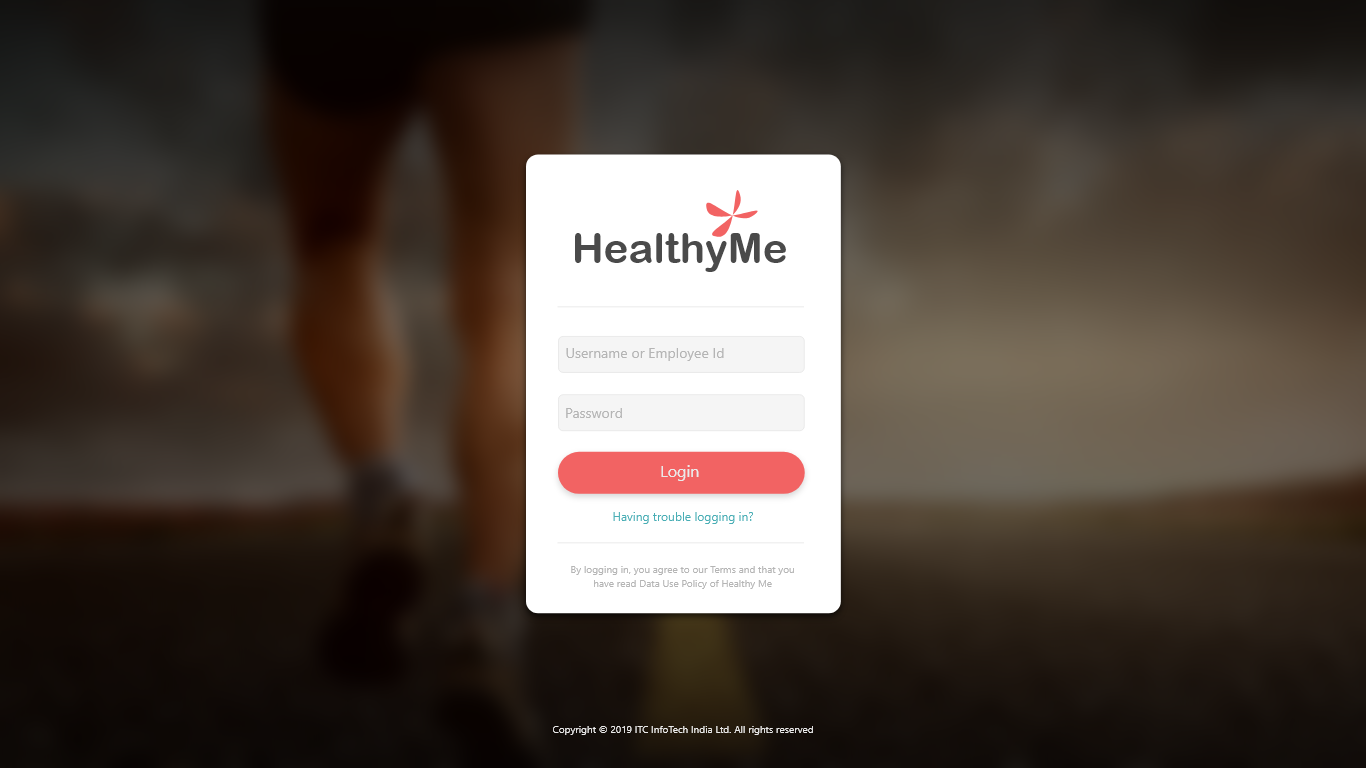 HealthyMe
Username or Employee Id
Password
Login
Having trouble logging in?
By logging in, you agree to our Terms and that you
have read Data Use Policy of Healthy Me
Copyright © 2019 ITC InfoTech India Ltd. All rights reserved